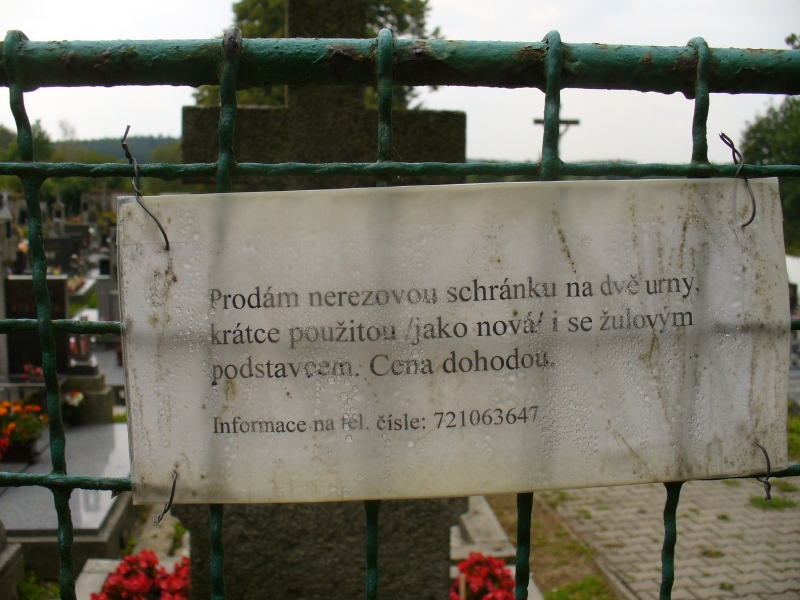 Prodám nerezovou schránku na dvě urny,
krátce použitou /jako nová/ i se žulovým
podstavcem. Cena dohodou.
Informace na tel. čísle: 721063647